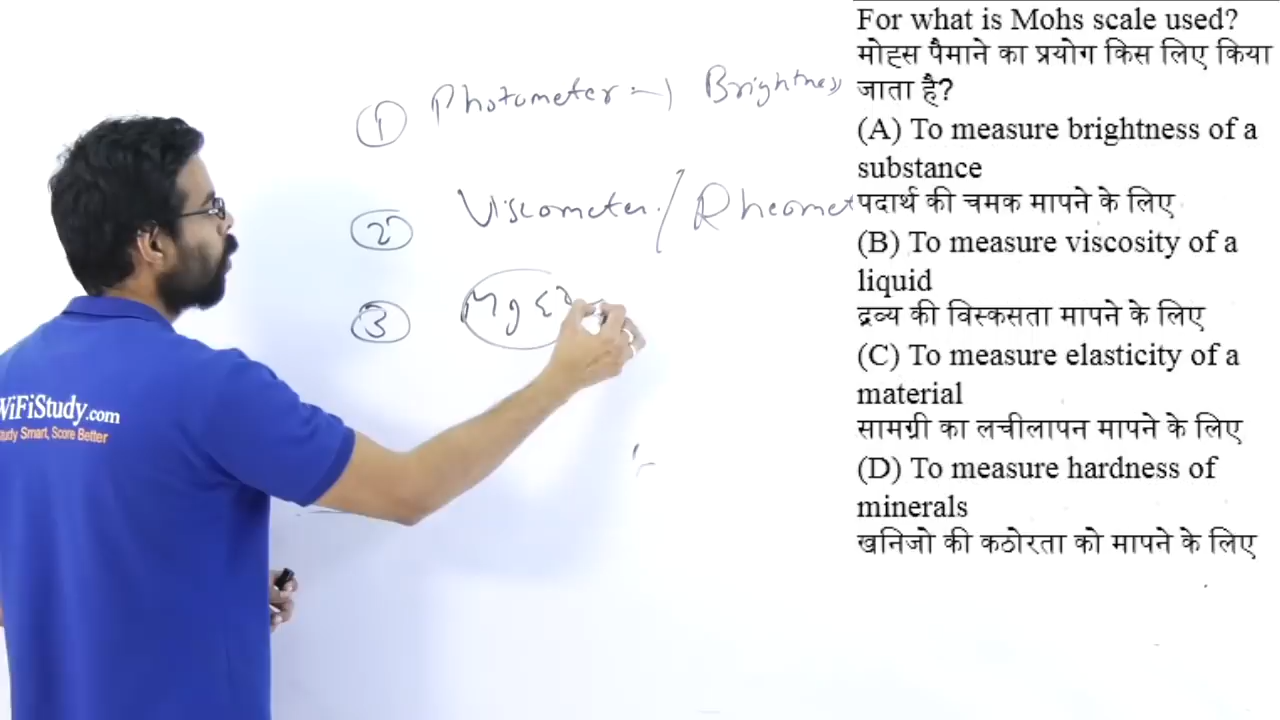 For what is Mohs scale used?
मोह्स पैमाने का प्रयोग किस लिए किया
जाता है?
(A) To measure brightness of a
substance
पदार्थ की चमक मापने के लिए
(B) To measure viscosity of a
liquid
द्रव्य की विस्कसता मापने के लिए
(C) To measure elasticity of a
material
सामग्री का लचीलापन मापने के लिए
(D) To measure hardness of
minerals
खनिजो की कठोरता को मापने के लिए
① Photometer => Brightness
② Viscometer / Rheomet
③
WiFiStudy.com
Study Smart, Score Better